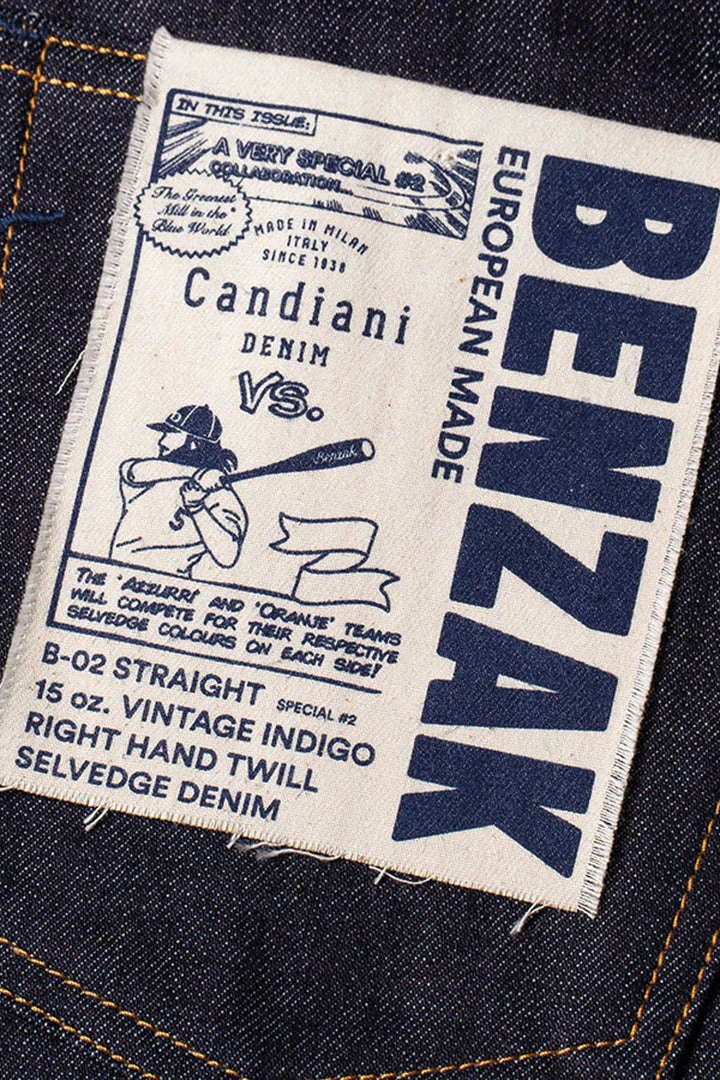 IN THIS ISSUE:
A VERY SPECIAL #2
COLLABORATION...
The Greenest
Mill in the
Blue World
MADE IN MILAN
ITALY
SINCE 1938
Candiani
DENIM
VS.
Benzak
THE 'AZZURRI' AND 'ORANJE' TEAMS
WILL COMPETE FOR THEIR RESPECTIVE
SELVEDGE COLOURS ON EACH SIDE!
B-02 STRAIGHT SPECIAL #2
15 oz. VINTAGE INDIGO
RIGHT HAND TWILL
SELVEDGE DENIM
EUROPEAN MADE
BENZAK